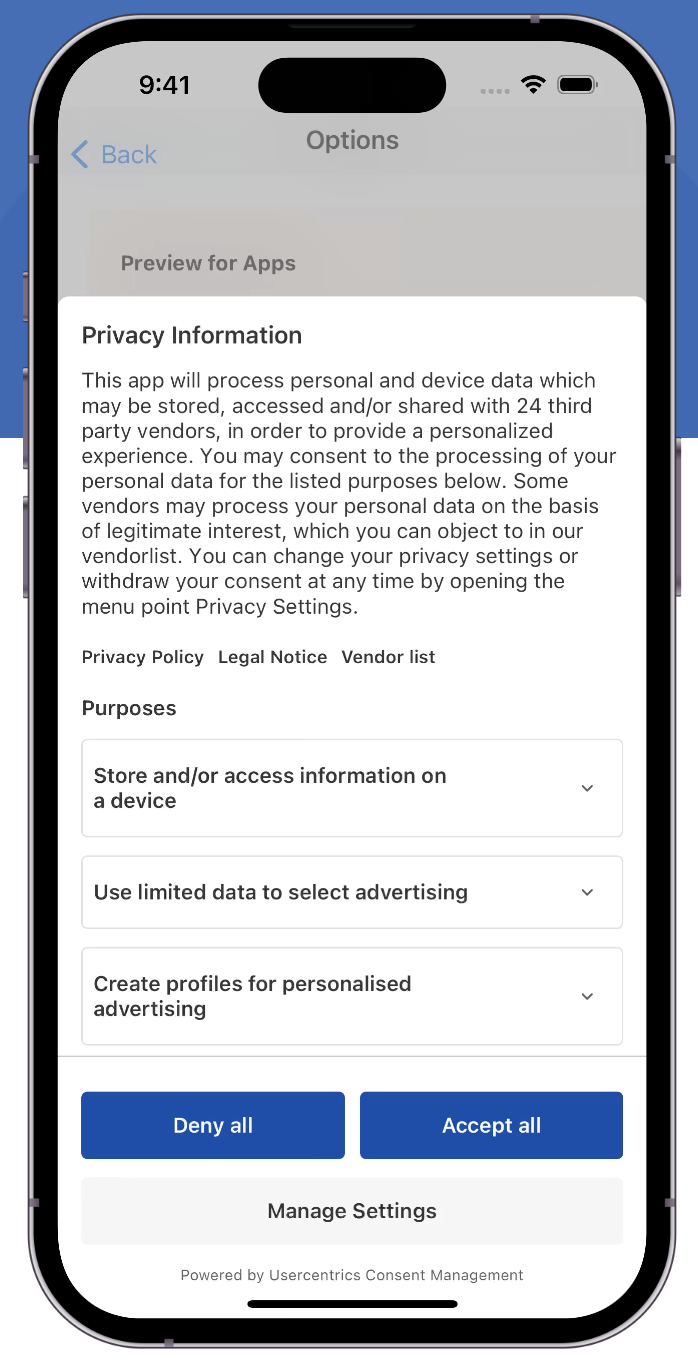 9:41
Options
Back
Preview for Apps
Privacy Information
This app will process personal and device data which
may be stored, accessed and/or shared with 24 third
party vendors, in order to provide a personalized
experience. You may consent to the processing of your
personal data for the listed purposes below. Some
vendors may process your personal data on the basis
of legitimate interest, which you can object to in our
vendorlist. You can change your privacy settings or
withdraw your consent at any time by opening the
menu point Privacy Settings.
Privacy Policy Legal Notice Vendor list
Purposes
Store and/or access information on
a device
Use limited data to select advertising
Create profiles for personalised
advertising
Deny all Accept all
Manage Settings
Powered by Usercentrics Consent Management